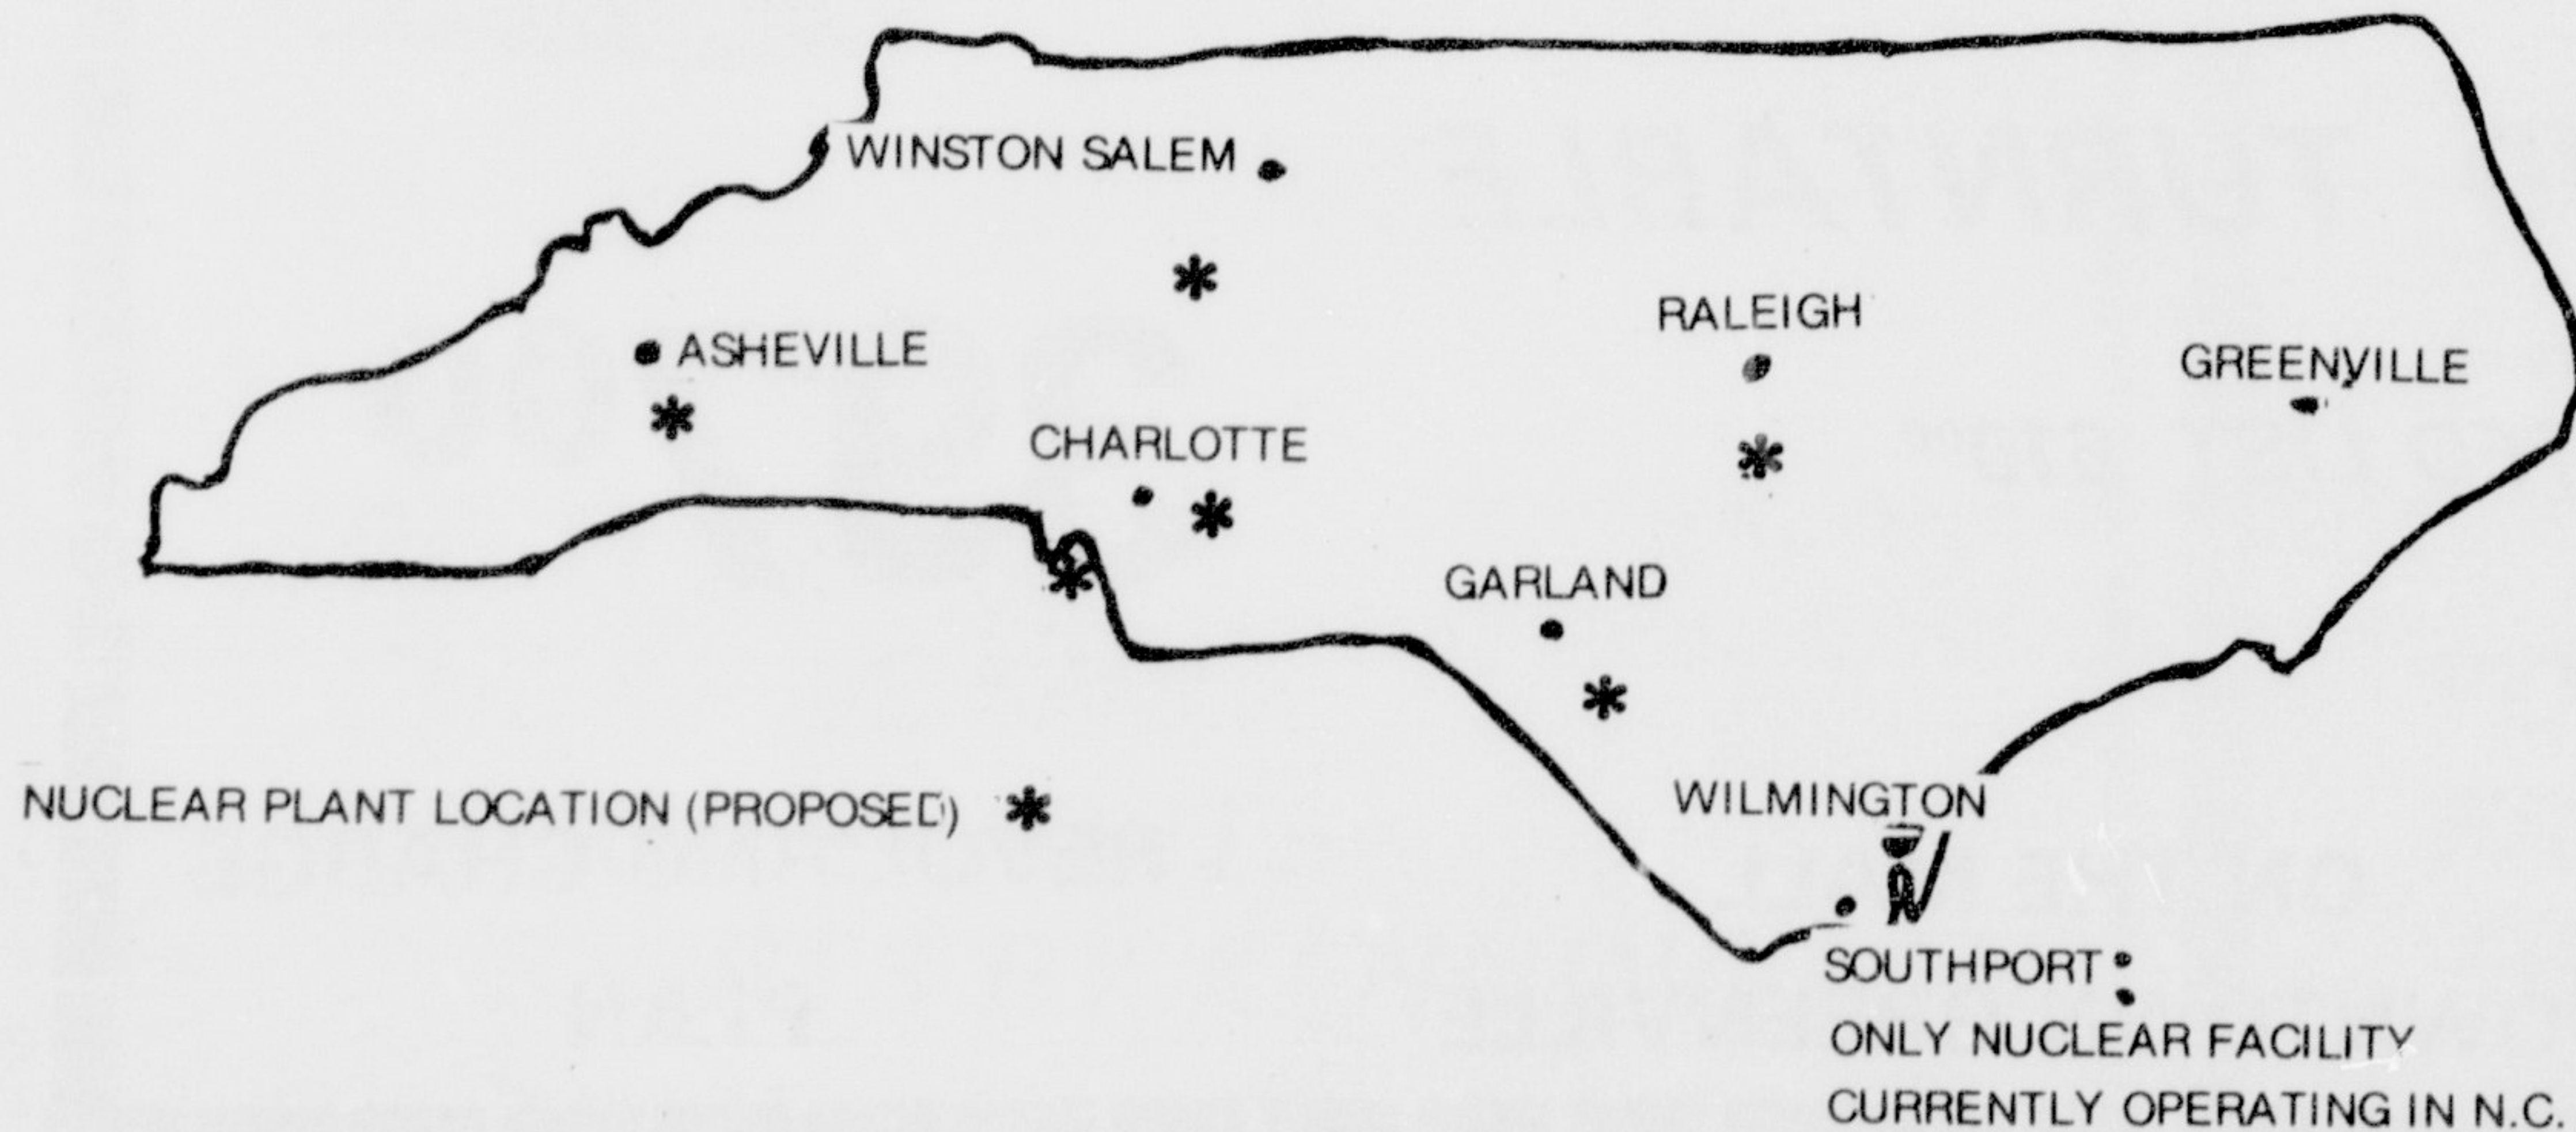 WINSTON SALEM
RALEIGH
ASHEVILLE
GREENVILLE
CHARLOTTE
GARLAND
NUCLEAR PLANT LOCATION (PROPOSED) *
WILMINGTON
SOUTHPORT:
ONLY NUCLEAR FACILITY
CURRENTLY OPERATING IN N.C.